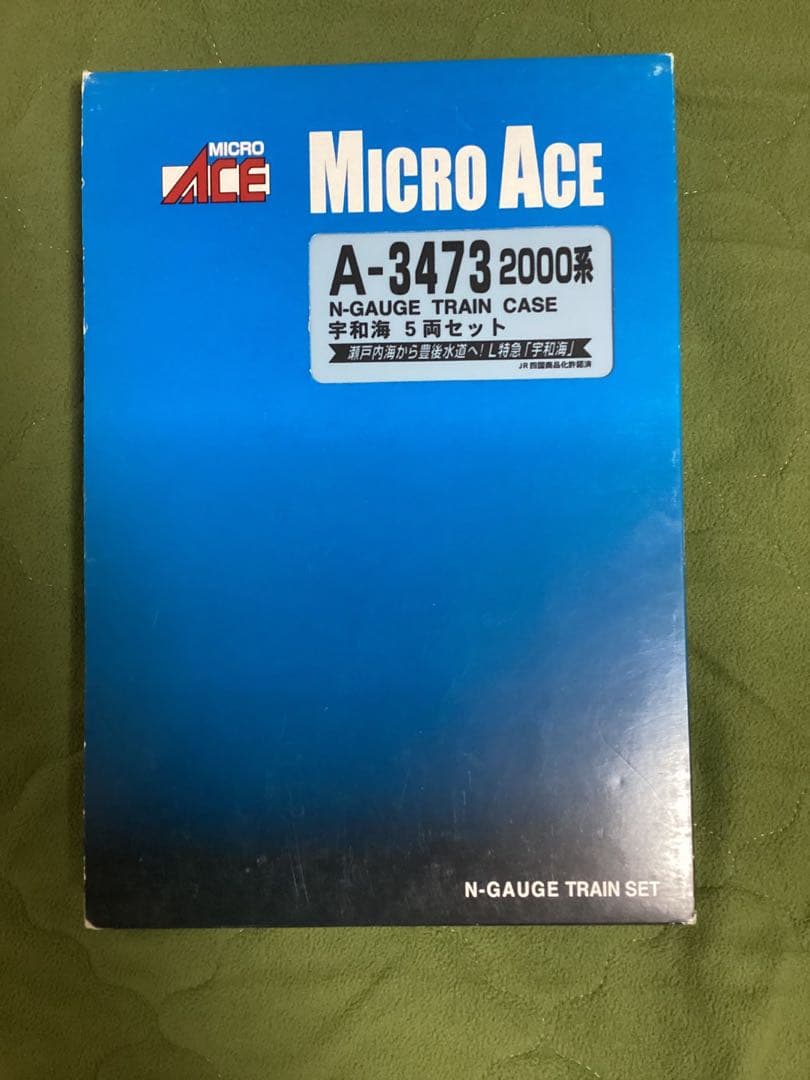 MICRO
ACE
MICRO ACE
A-3473 2000系
N-GAUGE TRAIN CASE
宇和海 5両セット
瀬戸内海から豊後水道へ! L特急「宇和海」
JR四国商品化許諾済
N-GAUGE TRAIN SET